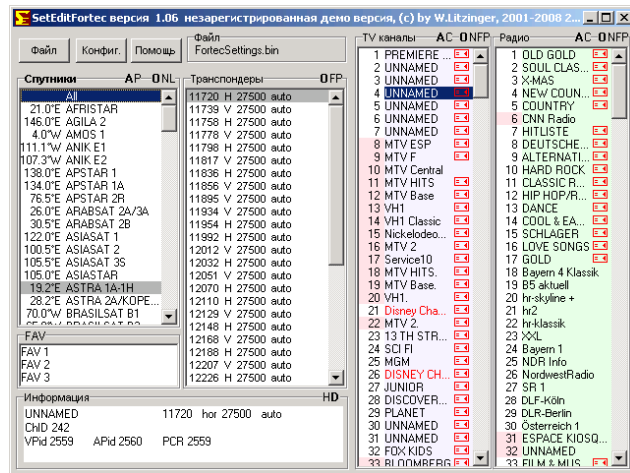 SetEditFortec версия 1.06 незарегистрированная демо версия, (c) by W.Litzinger, 2001-2008 2...
Файл
Конфиг.
Помощь
Файл
FortecSettings.bin
Спутники AP ONL
All
21.0°E AFRISTAR
146.0°E AGILA 2
4.0°W AMOS 1
111.1°W ANIK E1
107.3°W ANIK E2
138.0°E APSTAR 1
134.0°E APSTAR 1A
76.5°E APSTAR 2R
26.0°E ARABSAT 2A/3A
30.5°E ARABSAT 2B
122.0°E ASIASAT 1
100.5°E ASIASAT 2
105.5°E ASIASAT 3S
105.0°E ASIASTAR
19.2°E ASTRA 1A-1H
28.2°E ASTRA 2A/KOPE...
70.0°W BRASILSAT B1
FAV
FAV 1
FAV 2
FAV 3
Транспондеры OFP
11720 H 27500 auto
11739 V 27500 auto
11758 H 27500 auto
11778 V 27500 auto
11798 H 27500 auto
11817 V 27500 auto
11836 H 27500 auto
11856 V 27500 auto
11895 V 27500 auto
11934 V 27500 auto
11954 H 27500 auto
11992 H 27500 auto
12012 V 27500 auto
12032 H 27500 auto
12051 V 27500 auto
12070 H 27500 auto
12110 H 27500 auto
12129 V 27500 auto
12148 H 27500 auto
12168 V 27500 auto
12188 H 27500 auto
12207 V 27500 auto
12226 H 27500 auto
Информация HD
UNNAMED 11720 hor 27500 auto
ChID 242
VPid 2559 APid 2560 PCR 2559
TV каналы AC ONFP
1 PREMIERE ...
2 UNNAMED
3 UNNAMED
4 UNNAMED
5 UNNAMED
6 UNNAMED
7 UNNAMED
8 MTV ESP
9 MTV F
10 MTV Central
11 MTV HITS
12 MTV Base
13 VH1
14 VH1 Classic
15 Nickelodeo...
16 MTV 2
17 Service10
18 MTV HITS.
19 MTV Base.
20 VH1.
21 Disney Cha...
22 MTV 2.
23 13 TH STR...
24 SCI FI
25 MGM
26 DISNEY CH...
27 JUNIOR
28 DISCOVER...
29 PLANET
30 UNNAMED
31 UNNAMED
32 FOX KIDS
33 BLOOMBERG
Радио AC ONFP
1 OLD GOLD
2 SOUL CLAS...
3 X-MAS
4 NEW COUN...
5 COUNTRY
6 CNN Radio
7 HITLISTE
8 DEUTSCHE...
9 ALTERNATI...
10 HARD ROCK
11 CLASSIC R...
12 HIP HOP/R...
13 DANCE
14 COOL & EA...
15 SCHLAGER
16 LOVE SONGS
17 GOLD
18 Bayern 4 Klassik
19 B5 aktuell
20 hr-skyline +
21 hr2
22 hr-klassik
23 XXL
24 Bayern 1
25 NDR Info
26 NordwestRadio
27 SR 1
28 DLF-Köln
29 DLR-Berlin
30 Österreich 1
31 ESPACE KIOSQ...
32 UNNAMED
33 FILM & MUS...